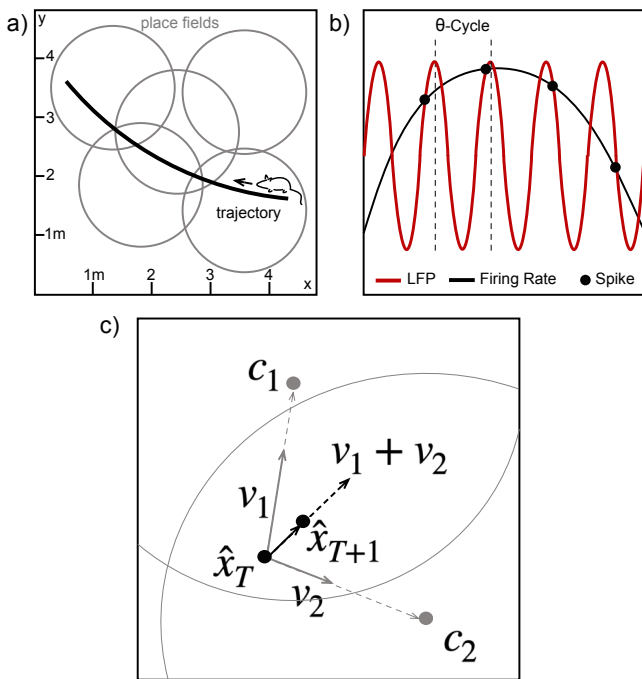 a)
y
place fields
4
3
2
1m
trajectory
1m 2 3 4
x
b)
θ-Cycle
LFP Firing Rate Spike
c)
c₁
v₁ + v₂
v₁
x̂_T
x̂_{T+1}
v₂
c₂